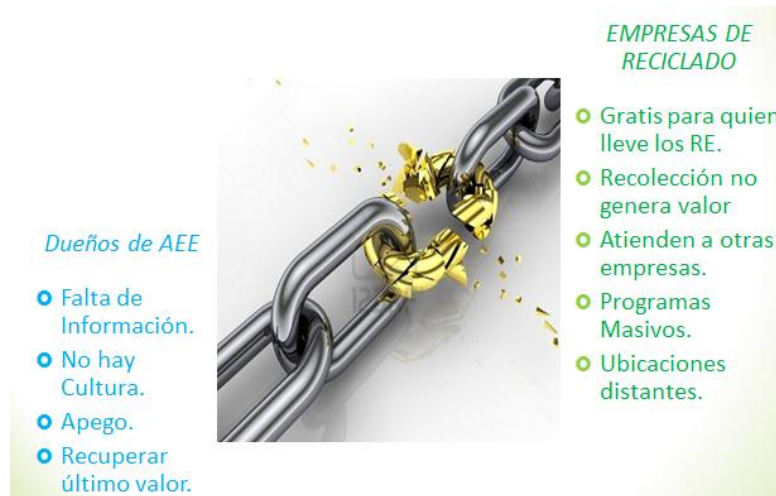 Dueños de AEE
Falta de
Información.
No hay
Cultura.
Apego.
Recuperar
último valor.
EMPRESAS DE
RECICLADO
Gratis para quien
lleve los RE.
Recolección no
genera valor
Atienden a otras
empresas.
Programas
Masivos.
Ubicaciones
distantes.